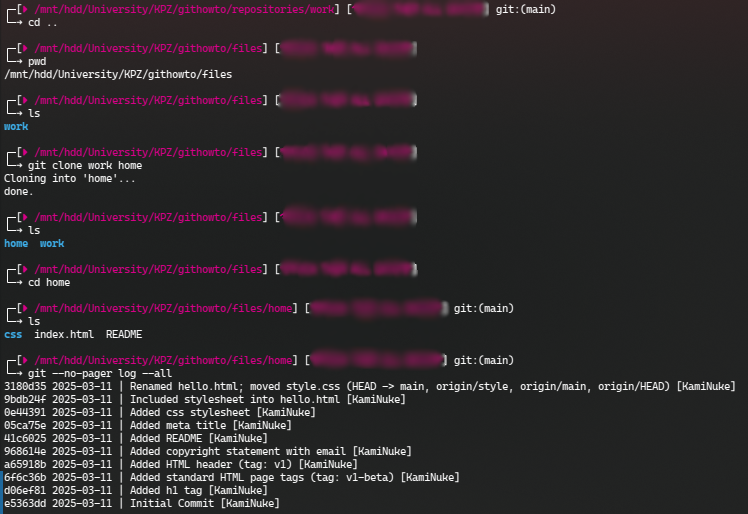 ┌─[▶ /mnt/hdd/University/KPZ/githowto/repositories/work] [ ] git:(main)
└─→ cd ..
┌─[▶ /mnt/hdd/University/KPZ/githowto/files] [ ]
└─→ pwd
/mnt/hdd/University/KPZ/githowto/files
┌─[▶ /mnt/hdd/University/KPZ/githowto/files] [ ]
└─→ ls
work
┌─[▶ /mnt/hdd/University/KPZ/githowto/files] [ ]
└─→ git clone work home
Cloning into 'home'...
done.
┌─[▶ /mnt/hdd/University/KPZ/githowto/files] [ ]
└─→ ls
home  work
┌─[▶ /mnt/hdd/University/KPZ/githowto/files] [ ]
└─→ cd home
┌─[▶ /mnt/hdd/University/KPZ/githowto/files/home] [ ] git:(main)
└─→ ls
css  index.html  README
┌─[▶ /mnt/hdd/University/KPZ/githowto/files/home] [ ] git:(main)
└─→ git --no-pager log --all
3180d35 2025-03-11 | Renamed hello.html; moved style.css (HEAD -> main, origin/style, origin/main, origin/HEAD) [KamiNuke]
9bdb24f 2025-03-11 | Included stylesheet into hello.html [KamiNuke]
0e44391 2025-03-11 | Added css stylesheet [KamiNuke]
05ca75e 2025-03-11 | Added meta title [KamiNuke]
41c6025 2025-03-11 | Added README [KamiNuke]
968614e 2025-03-11 | Added copyright statement with email [KamiNuke]
a65918b 2025-03-11 | Added HTML header (tag: v1) [KamiNuke]
6f6c36b 2025-03-11 | Added standard HTML page tags (tag: v1-beta) [KamiNuke]
d06ef81 2025-03-11 | Added h1 tag [KamiNuke]
e5363dd 2025-03-11 | Initial Commit [KamiNuke]